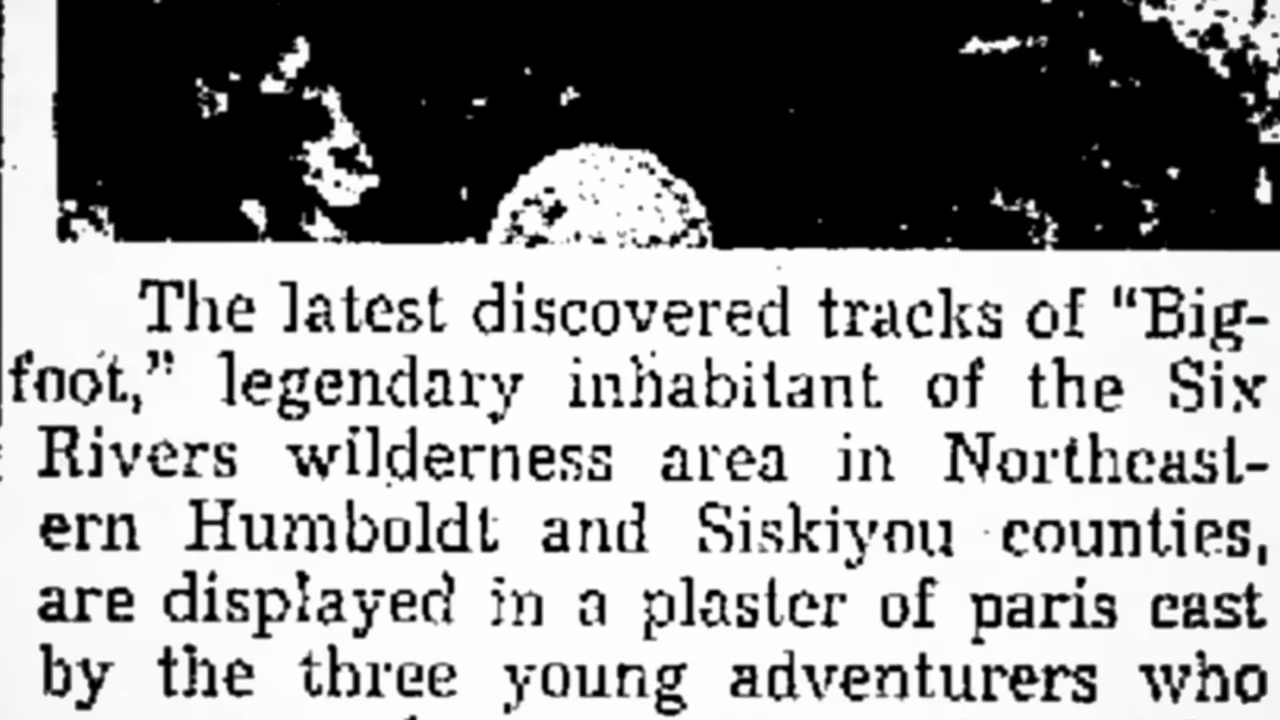 The latest discovered tracks of “Big-
foot,” legendary inhabitant of the Six
Rivers wilderness area in Northeast-
ern Humboldt and Siskiyou counties,
are displayed in a plaster of paris cast
by the three young adventurers who